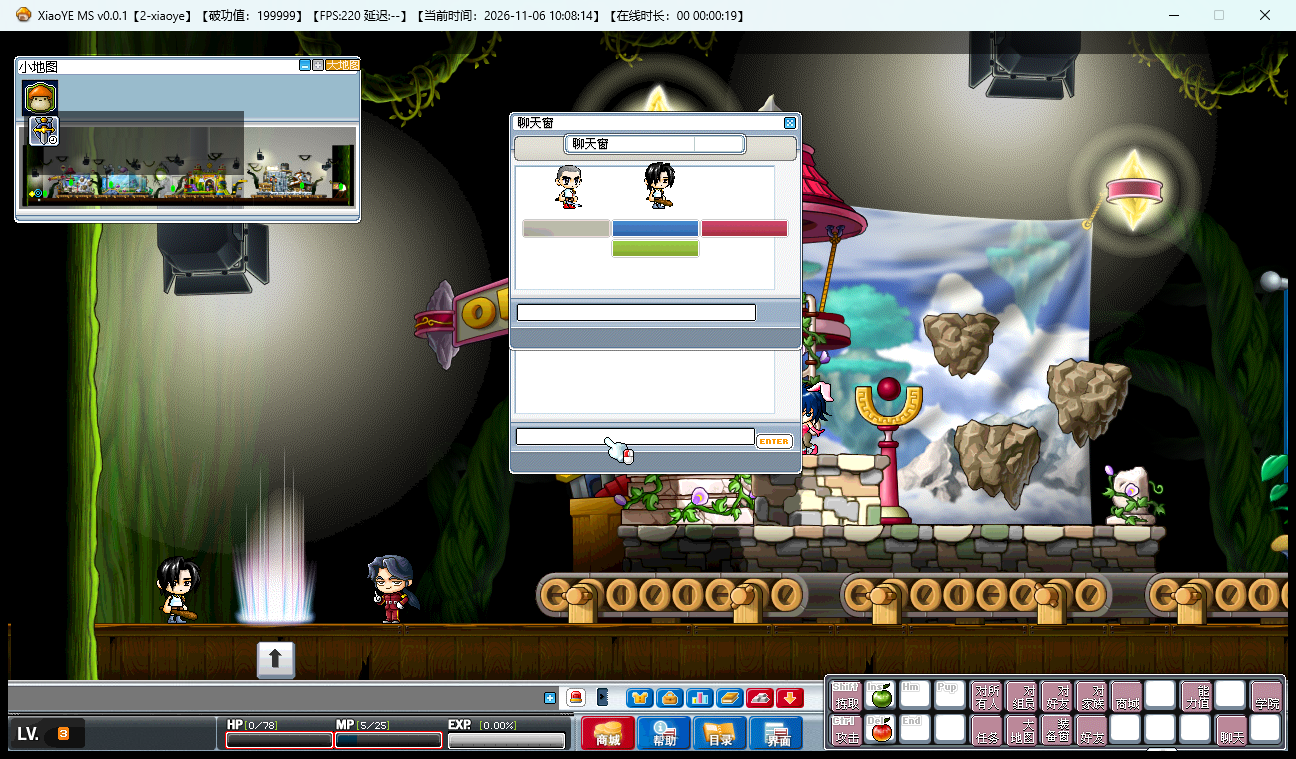 XiaoYE MS v0.0.1【2-xiaoye】【破功值：199999】【FPS:220 延迟:--】【当前时间：2026-11-06 10:08:14】【在线时长：00 00:00:19】
小地图
大地图
聊天窗
聊天窗
ENTER
LV. 3
HP [0/78]
MP [5/25]
EXP. [0.00%]
商城
帮助
目录
界面
Shift 拣取
Ins
Hm
Pup
对所有人
对组员
对好友
对家族
商城
能力值
学院
Ctrl 攻击
Del
End
任务
大地图
装备窗
好友
聊天